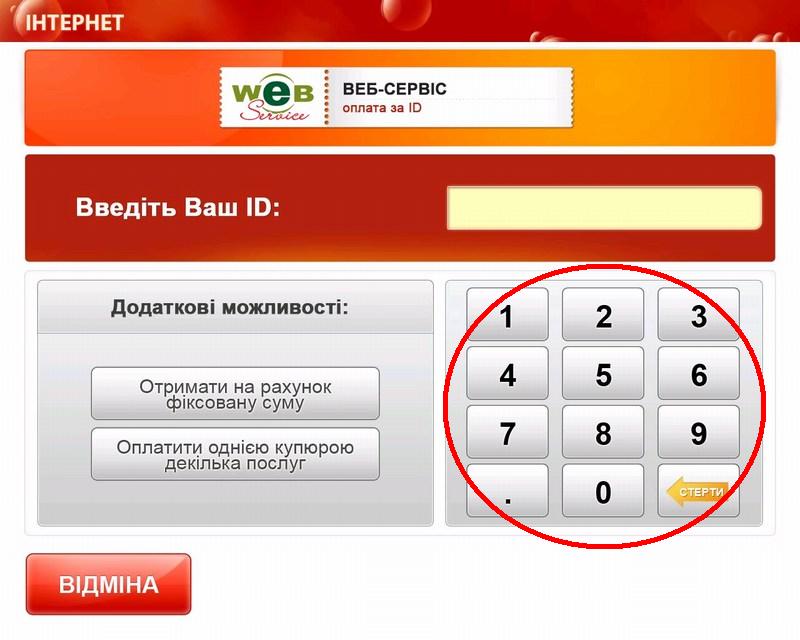 ІНТЕРНЕТ
WEB
Service
ВЕБ-СЕРВІС
оплата за ID
Введіть Ваш ID:
Додаткові можливості:
Отримати на рахунок
фіксовану суму
Оплатити однією купюрою
декілька послуг
1 2 3
4 5 6
7 8 9
. 0 СТЕРТИ
ВІДМІНА